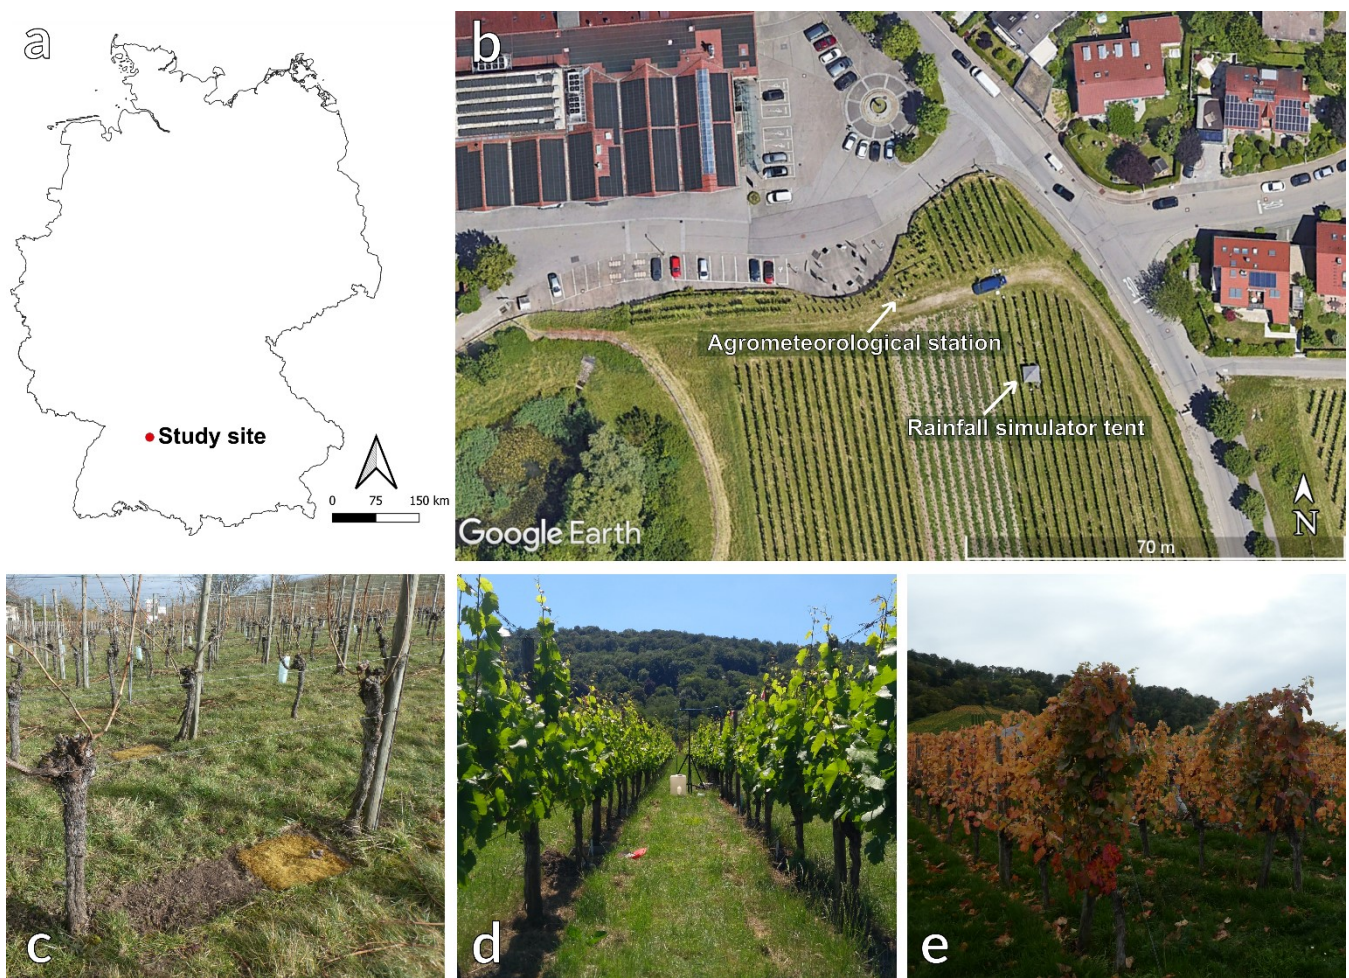 a
Study site
0 75 150 km
b
Agrometeorological station
Rainfall simulator tent
Google Earth
N
70 m
c
d
e